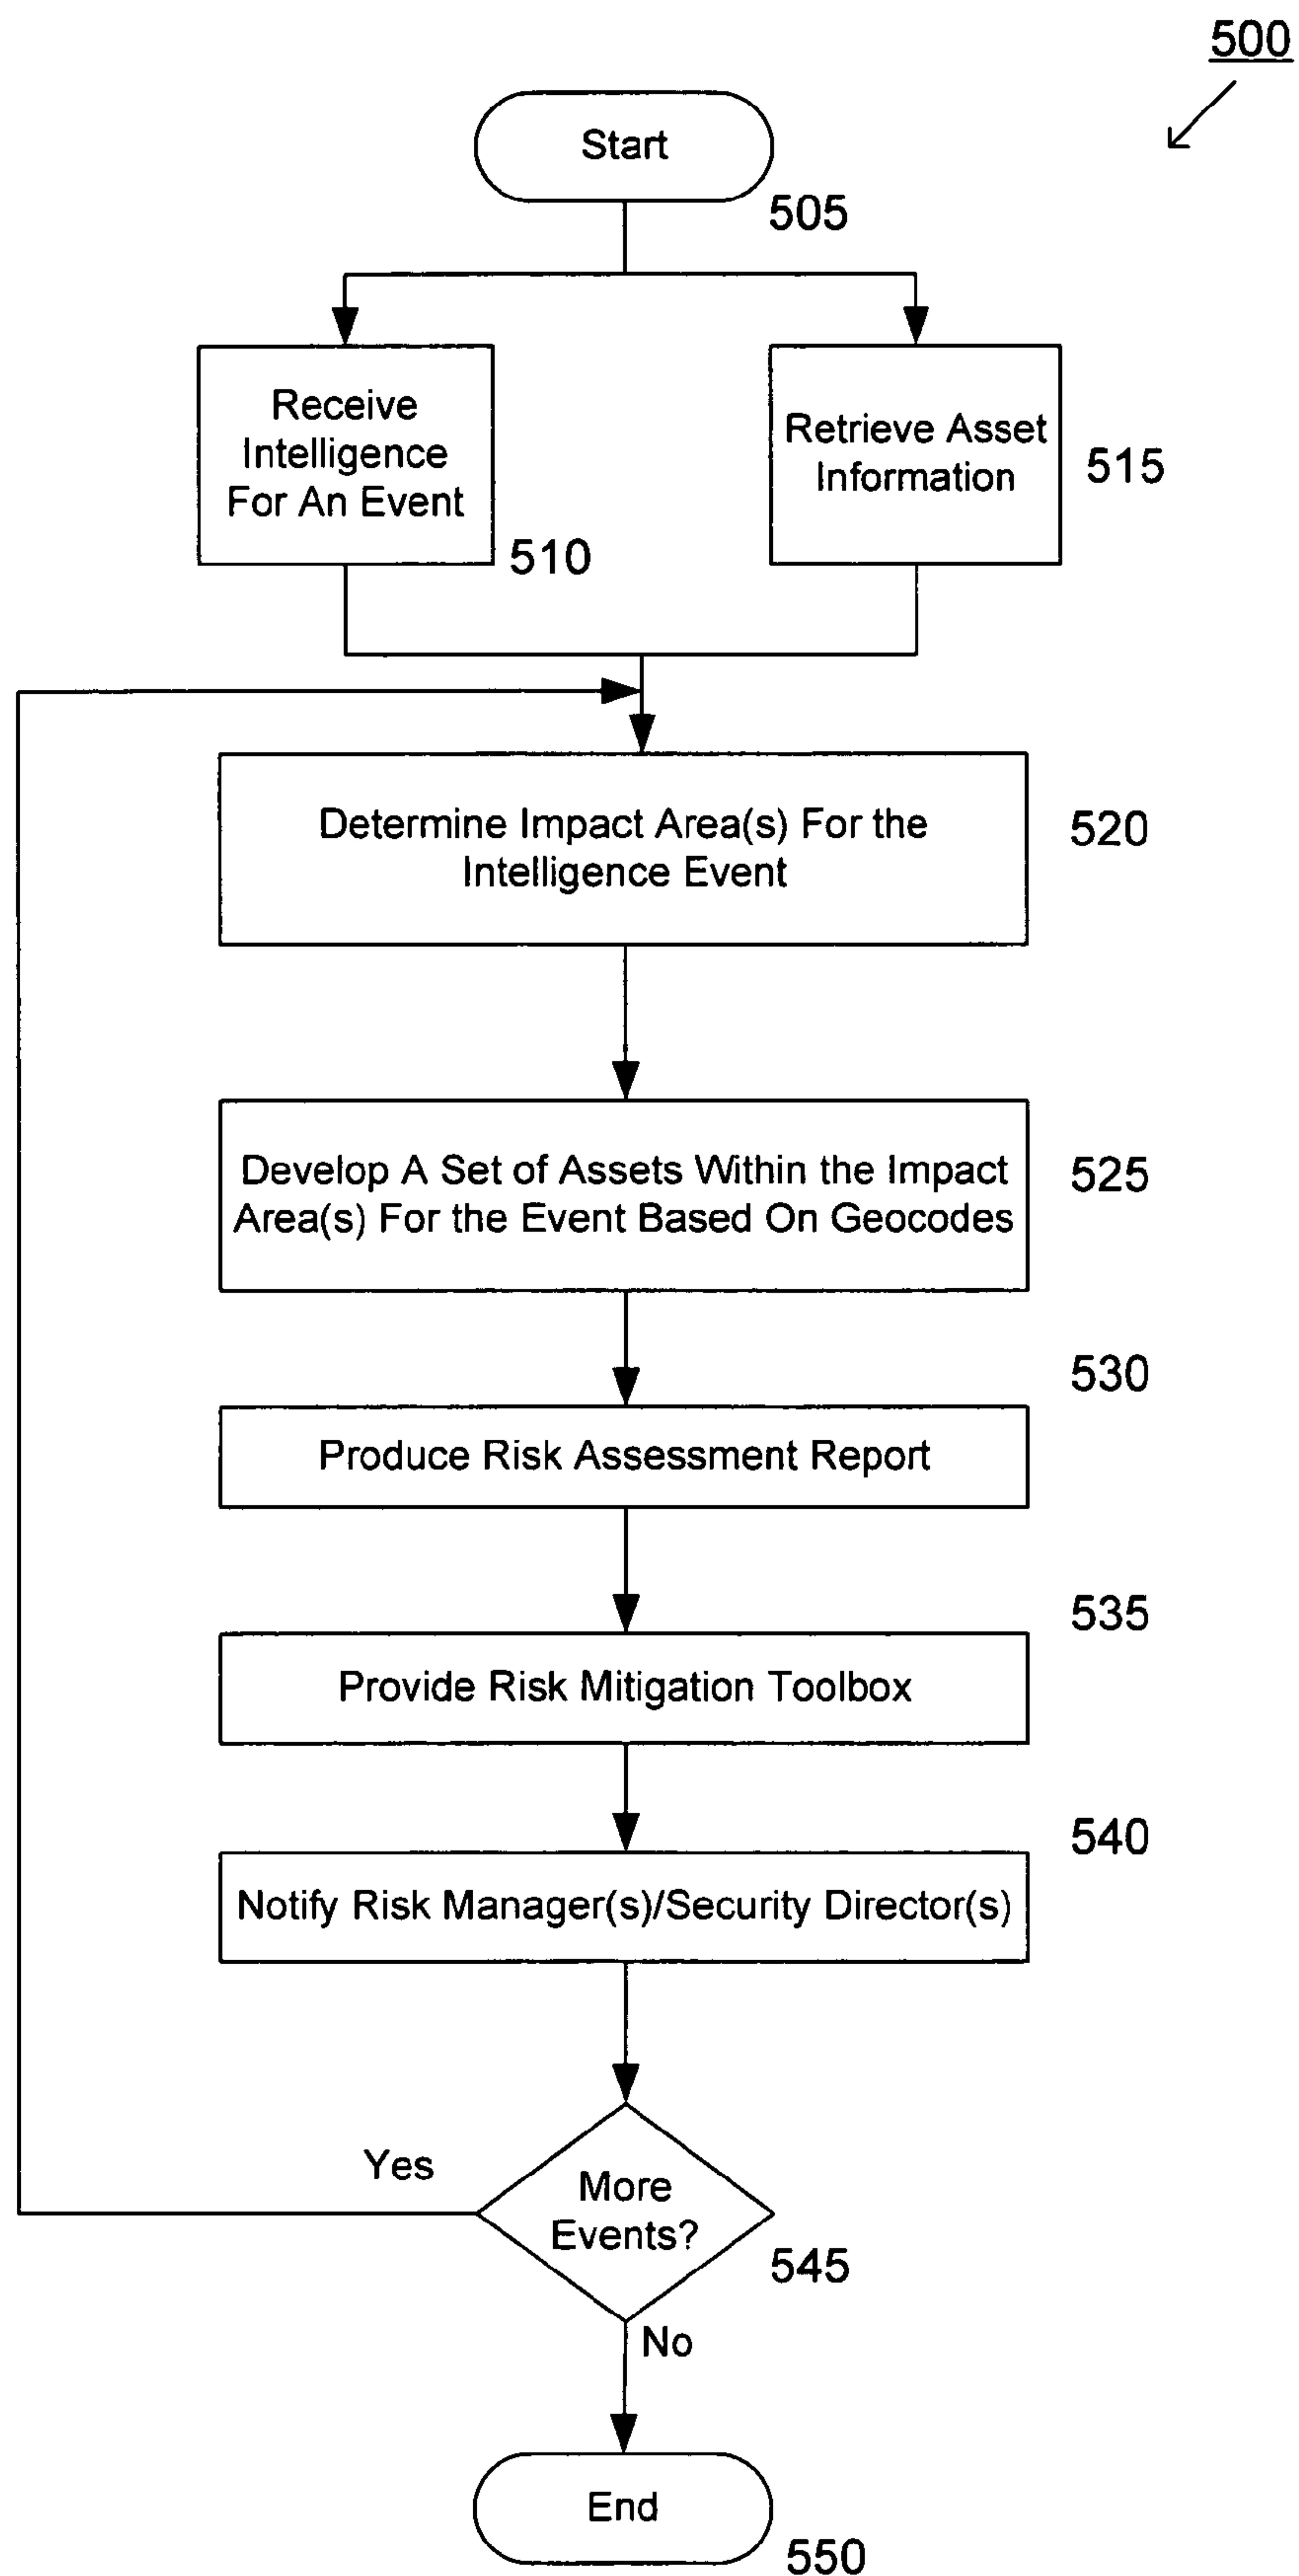 500
Start
505
Receive
Intelligence
For An Event
510
Retrieve Asset
Information
515
Determine Impact Area(s) For the
Intelligence Event
520
Develop A Set of Assets Within the Impact
Area(s) For the Event Based On Geocodes
525
530
Produce Risk Assessment Report
535
Provide Risk Mitigation Toolbox
540
Notify Risk Manager(s)/Security Director(s)
Yes
More
Events?
545
No
End
550